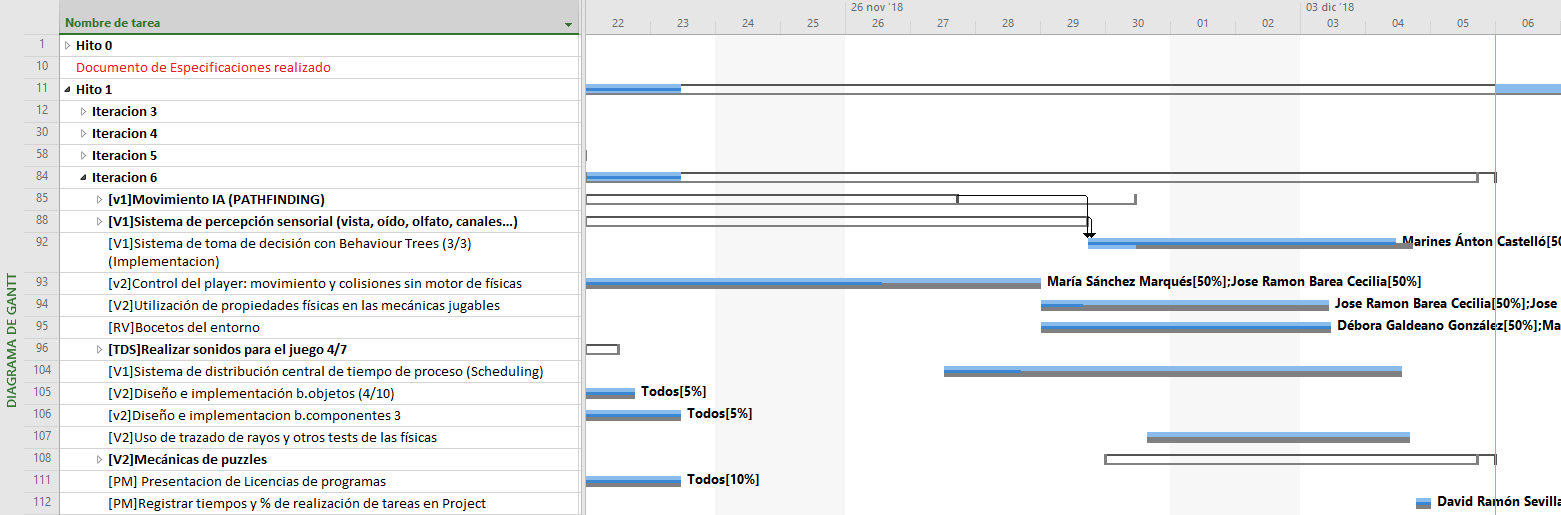 26 nov '18
03 dic '18
Nombre de tarea
22 23 24 25 26 27 28 29 30 01 02 03 04 05 06
1 Hito 0
10 Documento de Especificaciones realizado
11 Hito 1
12 Iteracion 3
30 Iteracion 4
58 Iteracion 5
84 Iteracion 6
85 [v1]Movimiento IA (PATHFINDING)
88 [V1]Sistema de percepción sensorial (vista, oído, olfato, canales...)
92 [V1]Sistema de toma de decisión con Behaviour Trees (3/3)
(Implementacion)
Marines Ánton Castelló[50
93 [v2]Control del player: movimiento y colisiones sin motor de físicas
María Sánchez Marqués[50%];Jose Ramon Barea Cecilia[50%]
94 [V2]Utilización de propiedades físicas en las mecánicas jugables
Jose Ramon Barea Cecilia[50%];Jose
95 [RV]Bocetos del entorno
Débora Galdeano González[50%];Ma
96 [TDS]Realizar sonidos para el juego 4/7
104 [V1]Sistema de distribución central de tiempo de proceso (Scheduling)
105 [V2]Diseño e implementación b.objetos (4/10)
Todos[5%]
106 [v2]Diseño e implementacion b.componentes 3
Todos[5%]
107 [V2]Uso de trazado de rayos y otros tests de las físicas
108 [V2]Mecánicas de puzzles
111 [PM] Presentacion de Licencias de programas
Todos[10%]
112 [PM]Registrar tiempos y % de realización de tareas en Project
David Ramón Sevilla
DIAGRAMA DE GANTT